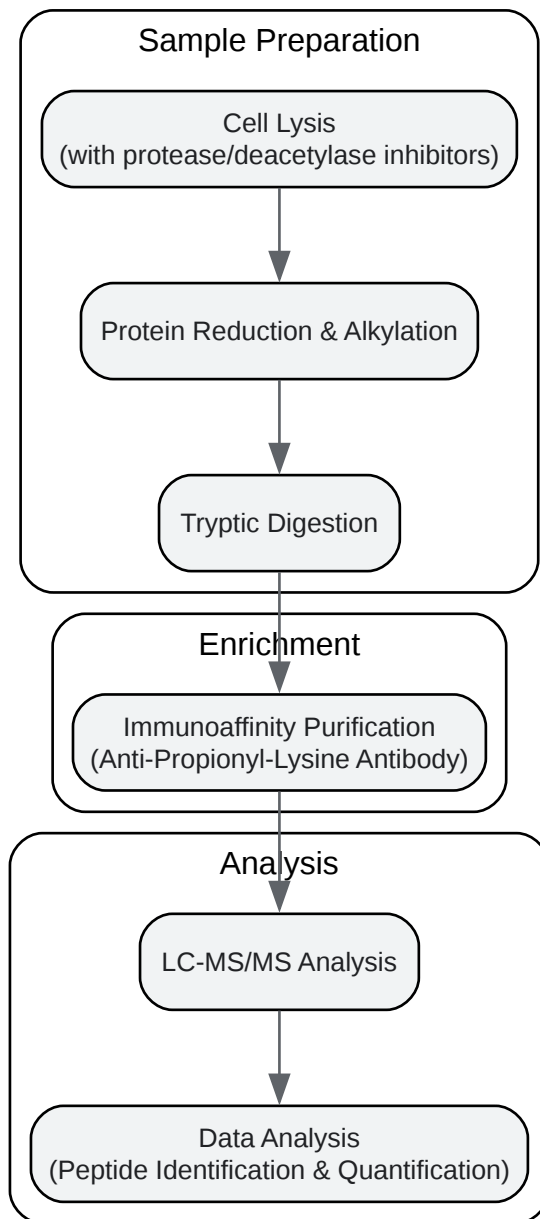 Sample Preparation
Cell Lysis
(with protease/deacetylase inhibitors)
Protein Reduction & Alkylation
Tryptic Digestion
Enrichment
Immunoaffinity Purification
(Anti-Propionyl-Lysine Antibody)
Analysis
LC-MS/MS Analysis
Data Analysis
(Peptide Identification & Quantification)